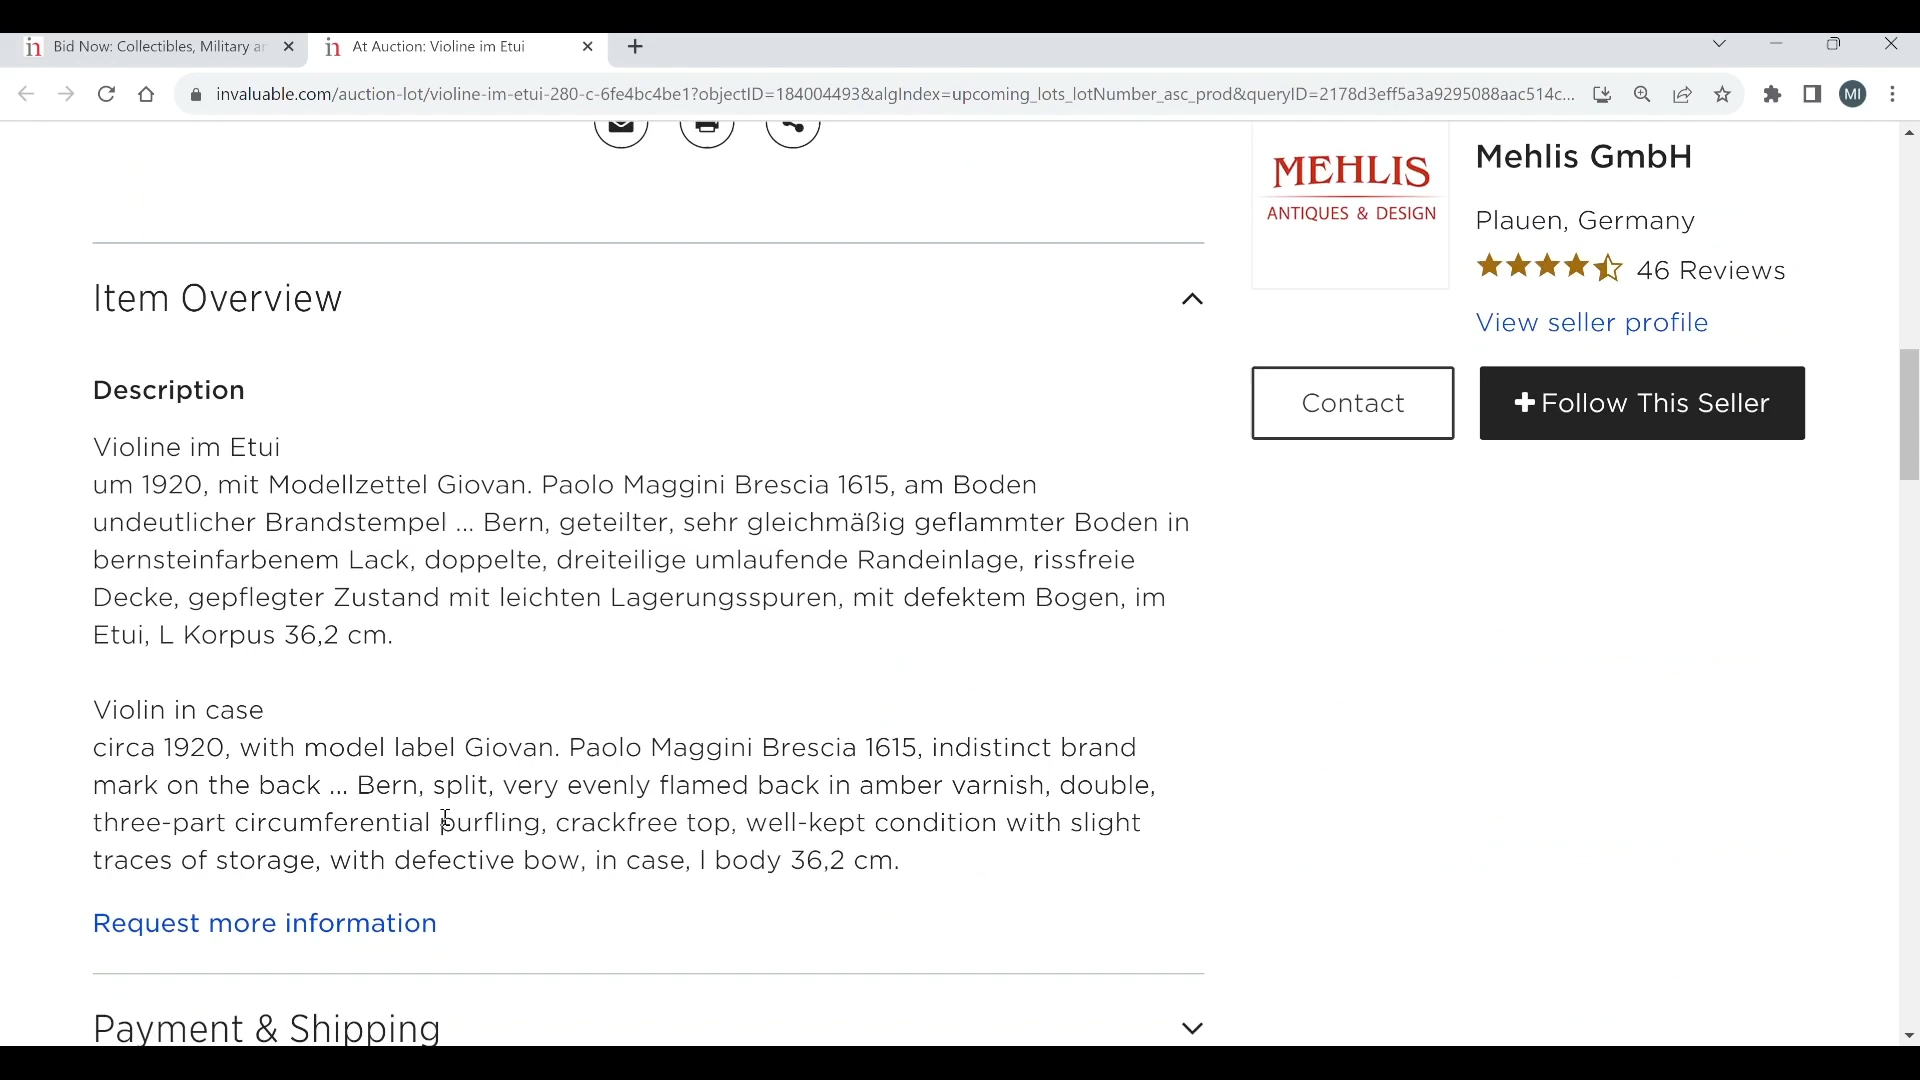 Bid Now: Collectibles, Military a
At Auction: Violine im Etui
invaluable.com/auction-lot/violine-im-etui-280-c-6fe4bc4be1?objectID=184004493&algIndex=upcoming_lots_lotNumber_asc_prod&queryID=2178d3eff5a3a9295088aac514c...
MI
MEHLIS
ANTIQUES & DESIGN
Mehlis GmbH
Plauen, Germany
46 Reviews
View seller profile
Contact
Follow This Seller
Item Overview
Description
Violine im Etui
um 1920, mit Modellzettel Giovan. Paolo Maggini Brescia 1615, am Boden
undeutlicher Brandstempel ... Bern, geteilter, sehr gleichmäßig geflammter Boden in
bernsteinfarbenem Lack, doppelte, dreiteilige umlaufende Randeinlage, rissfreie
Decke, gepflegter Zustand mit leichten Lagerungsspuren, mit defektem Bogen, im
Etui, L Korpus 36,2 cm.
Violin in case
circa 1920, with model label Giovan. Paolo Maggini Brescia 1615, indistinct brand
mark on the back ... Bern, split, very evenly flamed back in amber varnish, double,
three-part circumferential purfling, crackfree top, well-kept condition with slight
traces of storage, with defective bow, in case, l body 36,2 cm.
Request more information
Payment & Shipping